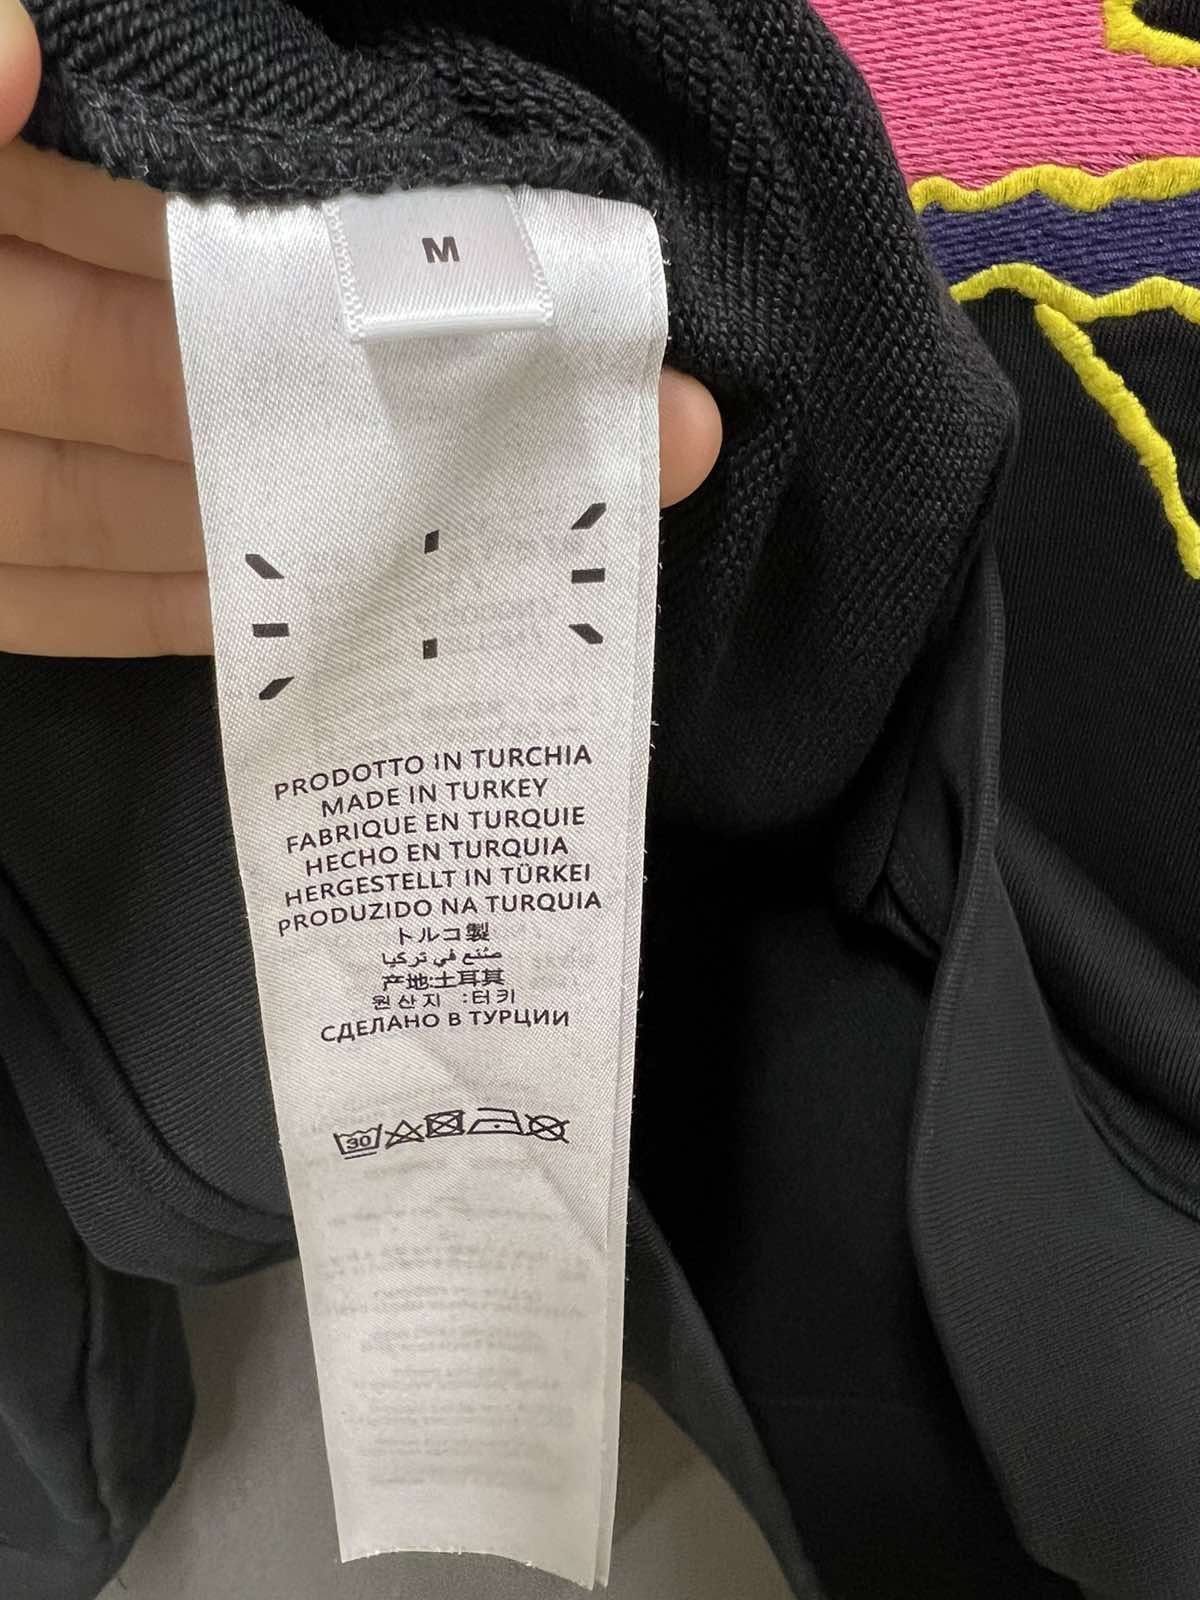 M
PRODOTTO IN TURCHIA
MADE IN TURKEY
FABRIQUE EN TURQUIE
HECHO EN TURQUIA
HERGESTELLT IN TÜRKEI
PRODUZIDO NA TURQUIA
トルコ製
صُنع في تركيا
产地:土耳其
원산지 :터키
СДЕЛАНО В ТУРЦИИ
30